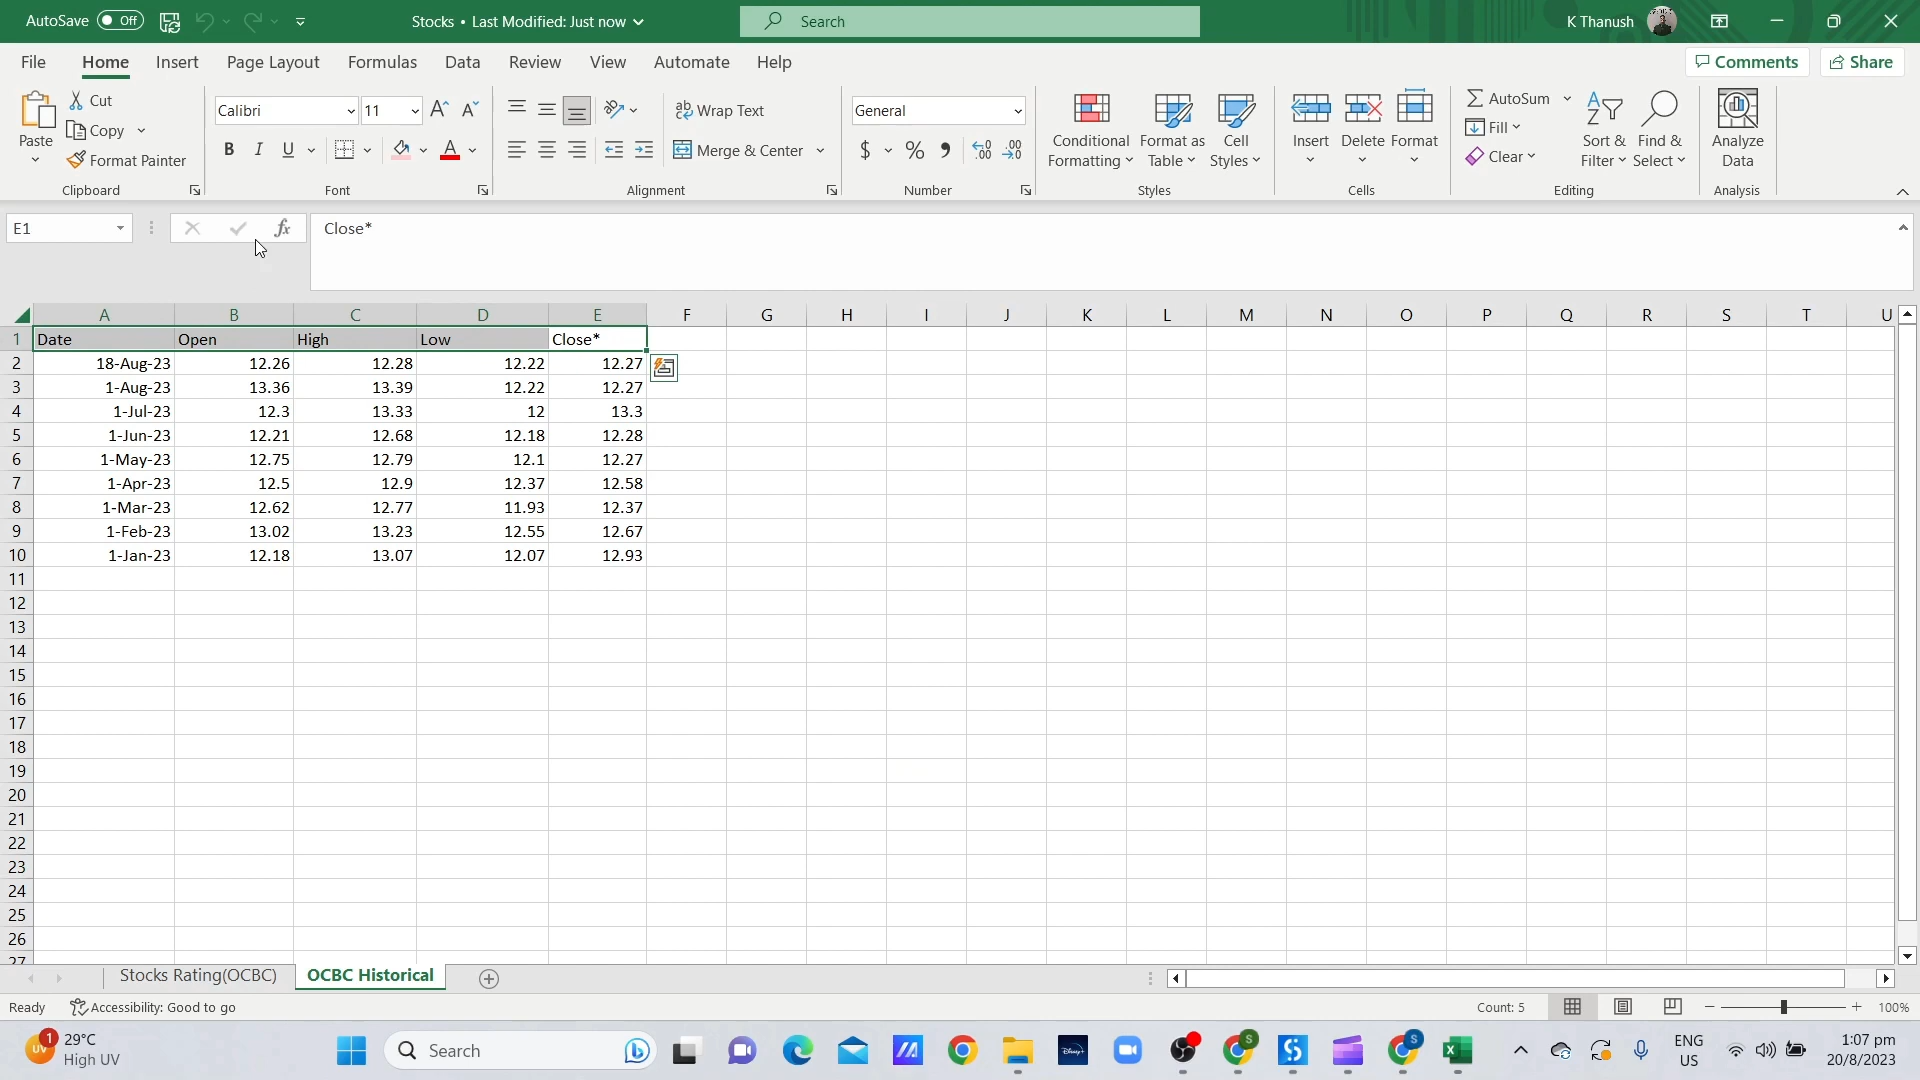 AutoSave Off Stocks • Last Modified: Just now Search K Thanush
File Home Insert Page Layout Formulas Data Review View Automate Help Comments Share
Paste
Cut
Copy
Format Painter
Clipboard
Calibri 11
B I U
Font
Wrap Text
Merge & Center
Alignment
General
$ % ,
Number
Conditional Formatting
Format as Table
Cell Styles
Styles
Insert Delete Format
Cells
AutoSum
Fill
Clear
Sort & Filter
Find & Select
Editing
Analyze Data
Analysis
E1 fx Close*
A B C D E F G H I J K L M N O P Q R S T U
1 Date Open High Low Close*
2 18-Aug-23 12.26 12.28 12.22 12.27
3 1-Aug-23 13.36 13.39 12.22 12.27
4 1-Jul-23 12.3 13.33 12 13.3
5 1-Jun-23 12.21 12.68 12.18 12.28
6 1-May-23 12.75 12.79 12.1 12.27
7 1-Apr-23 12.5 12.9 12.37 12.58
8 1-Mar-23 12.62 12.77 11.93 12.37
9 1-Feb-23 13.02 13.23 12.55 12.67
10 1-Jan-23 12.18 13.07 12.07 12.93
11
12
13
14
15
16
17
18
19
20
21
22
23
24
25
26
27
Stocks Rating(OCBC) OCBC Historical
Ready Accessibility: Good to go Count: 5 100%
UV 1 29°C
High UV
Search
ENG
US
1:07 pm
20/8/2023